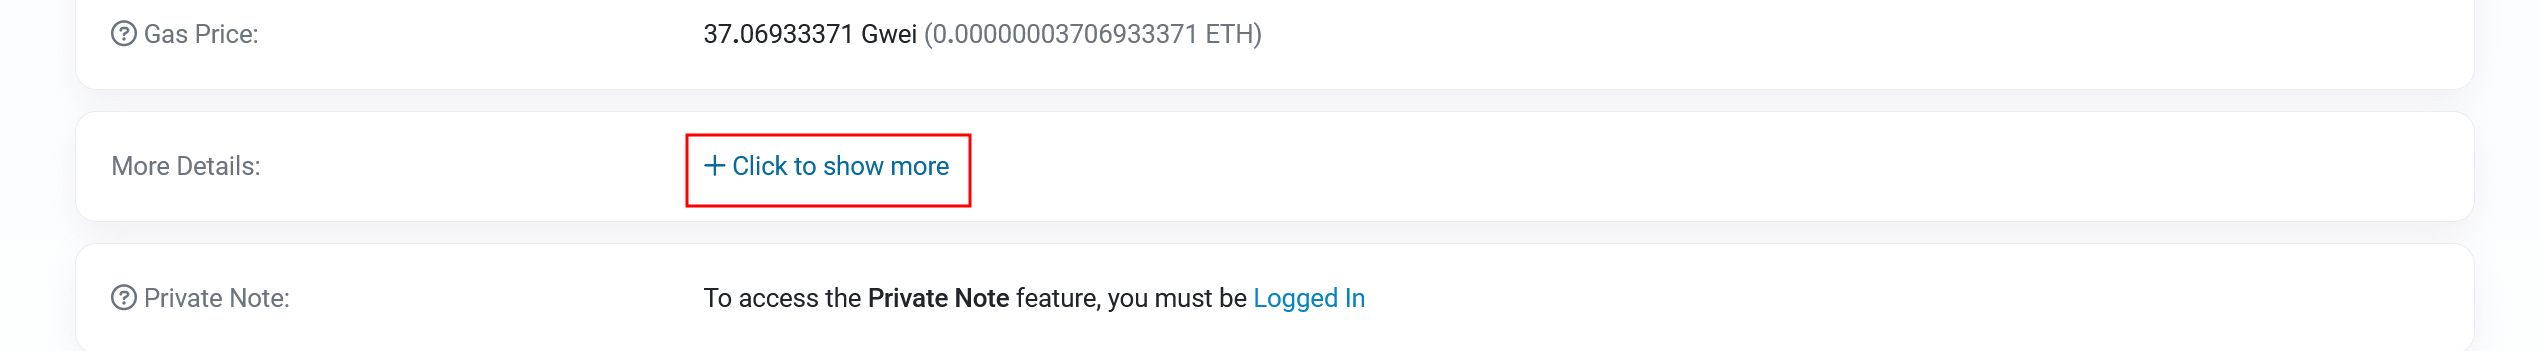 Gas Price: 37.06933371 Gwei (0.00000003706933371 ETH)
More Details: + Click to show more
Private Note: To access the Private Note feature, you must be Logged In